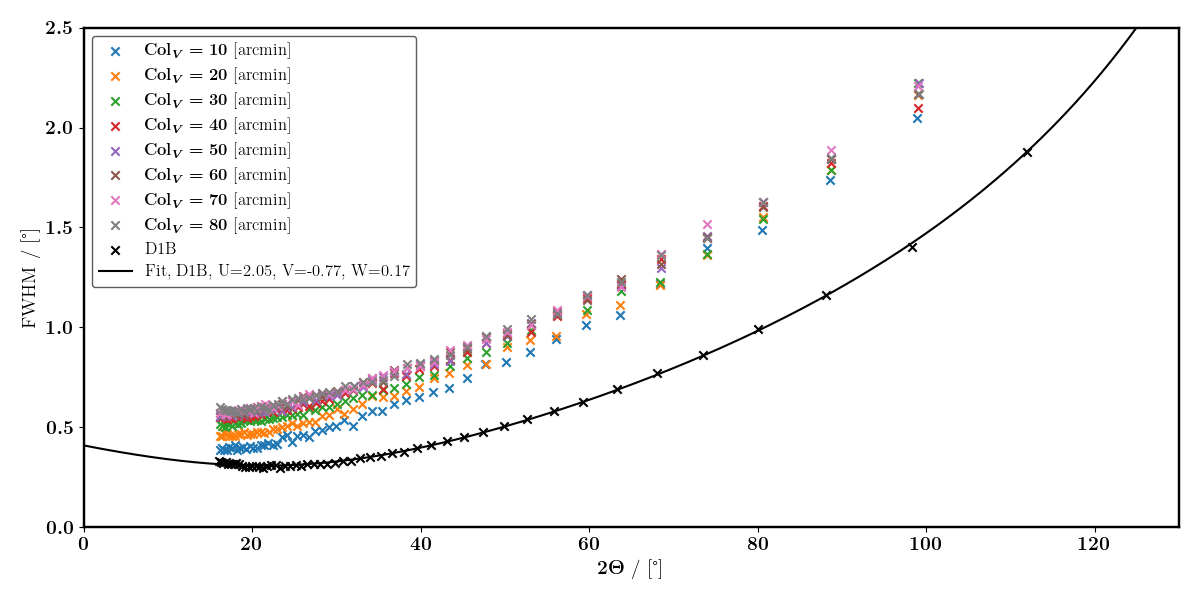 2.5
2.0
1.5
1.0
0.5
0.0
FWHM / [°]
Col_V = 10 [arcmin]
Col_V = 20 [arcmin]
Col_V = 30 [arcmin]
Col_V = 40 [arcmin]
Col_V = 50 [arcmin]
Col_V = 60 [arcmin]
Col_V = 70 [arcmin]
Col_V = 80 [arcmin]
D1B
Fit, D1B, U=2.05, V=-0.77, W=0.17
0 20 40 60 80 100 120
2Θ / [°]